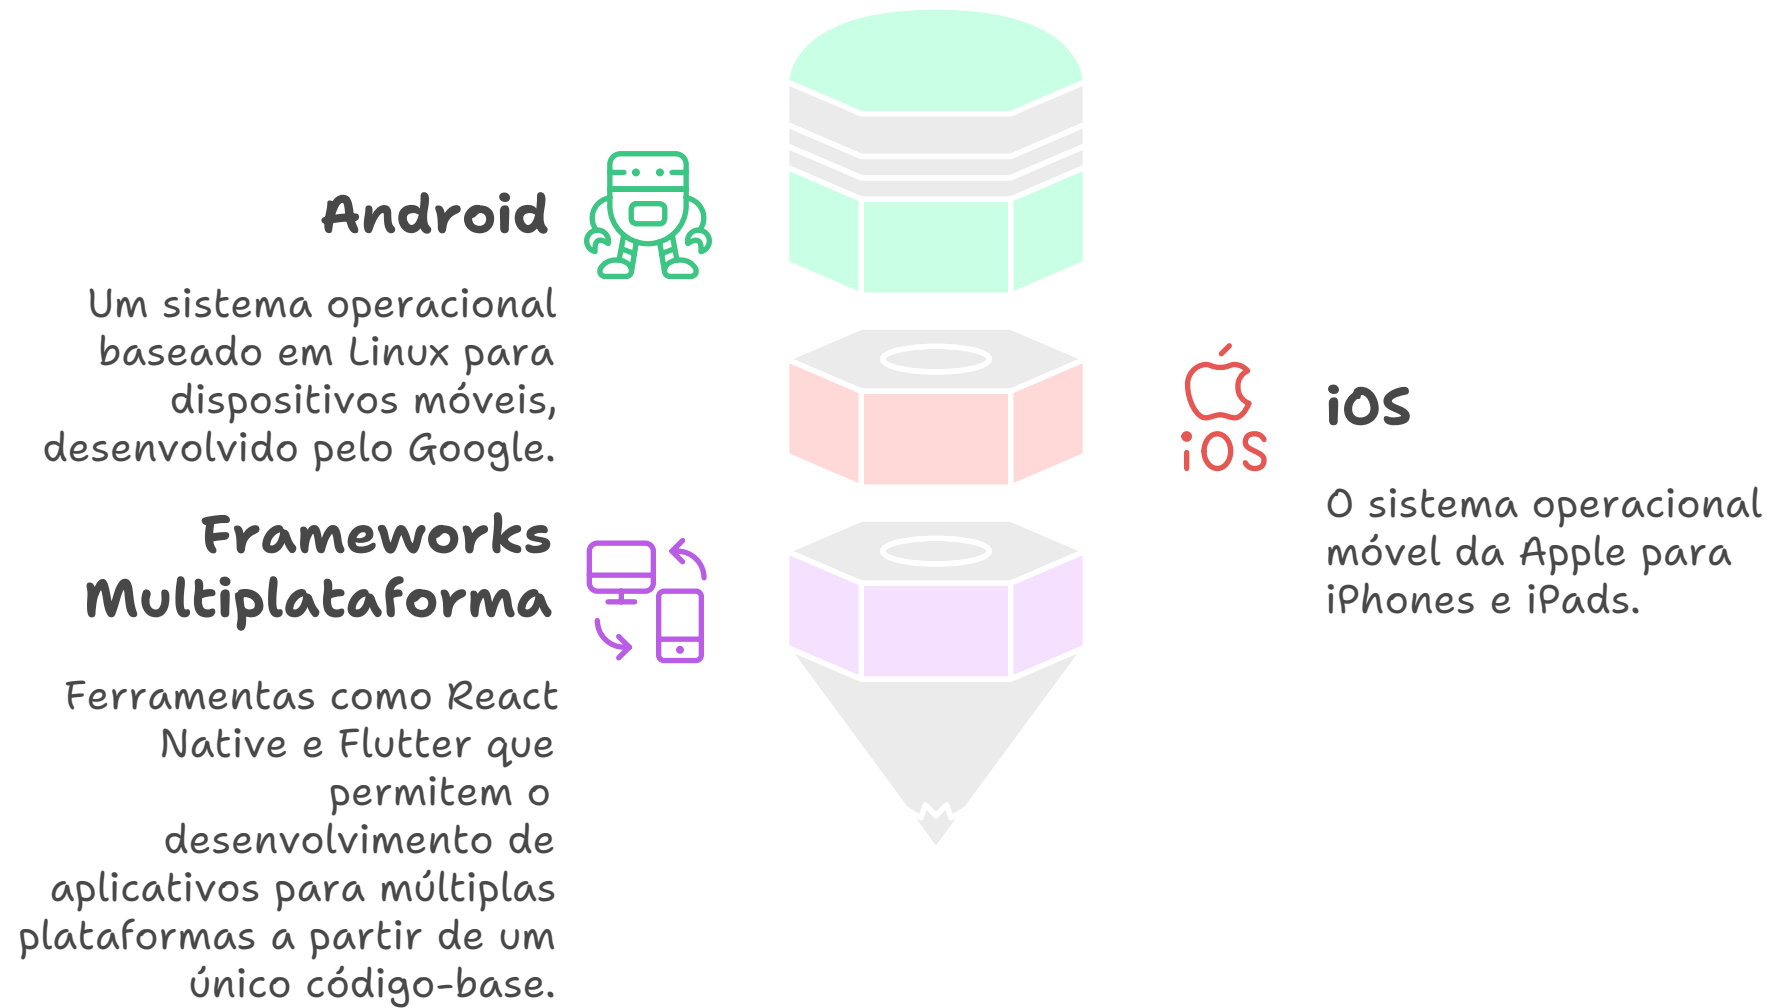 Android
Um sistema operacional
baseado em Linux para
dispositivos móveis,
desenvolvido pelo Google.
iOS
iOS
O sistema operacional
móvel da Apple para
iPhones e iPads.
Frameworks
Multiplataforma
Ferramentas como React
Native e Flutter que
permitem o
desenvolvimento de
aplicativos para múltiplas
plataformas a partir de um
único código-base.